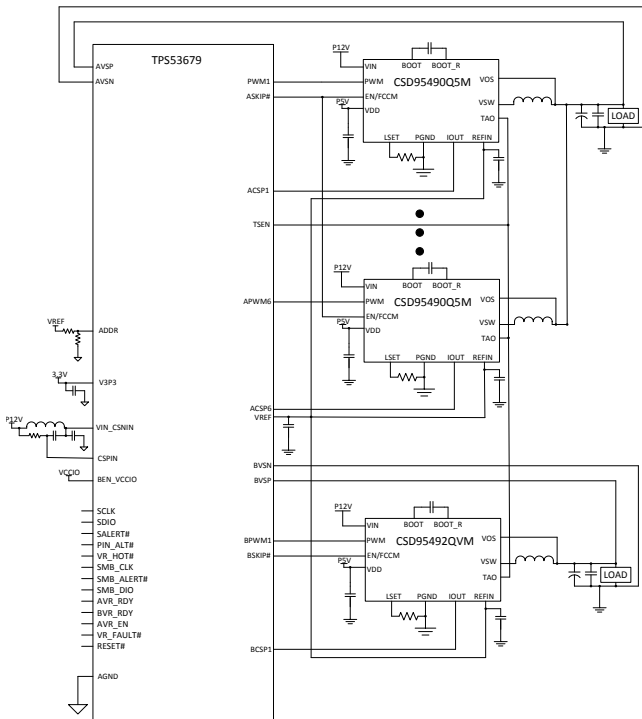 TPS53679
AVSP
AVSN
PWM1
ASKIP#
ACSP1
TSEN
APWM6
ACSP6
VREF
BVSN
BVSP
BPWM1
BSKIP#
BCSP1
VREF
ADDR
3.3V
V3P3
P12V
VIN_CSNIN
CSPIN
VCCIO
BEN_VCCIO
SCLK
SDIO
SALERT#
PIN_ALT#
VR_HOT#
SMB_CLK
SMB_ALERT#
SMB_DIO
AVR_RDY
BVR_RDY
AVR_EN
VR_FAULT#
RESET#
AGND
P12V
VIN
BOOT BOOT_R
PWM
CSD95490Q5M
VOS
EN/FCCM
VSW
P5V
VDD
TAO
LSET PGND IOUT REFIN
LOAD
P12V
VIN
BOOT BOOT_R
PWM
CSD95490Q5M
VOS
EN/FCCM
VSW
P5V
VDD
TAO
LSET PGND IOUT REFIN
P12V
VIN
BOOT BOOT_R
PWM
CSD95492QVM
VOS
EN/FCCM
VSW
P5V
VDD
TAO
LSET PGND IOUT REFIN
LOAD